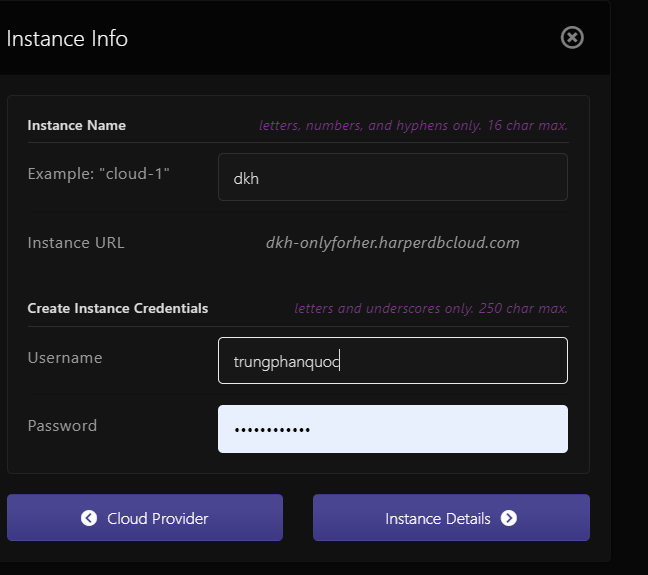 Instance Info
Instance Name letters, numbers, and hyphens only. 16 char max.
Example: "cloud-1" dkh
Instance URL dkh-onlyforher.harperdbcloud.com
Create Instance Credentials letters and underscores only. 250 char max.
Username trungphanquoc
Password ••••••••••••
Cloud Provider Instance Details